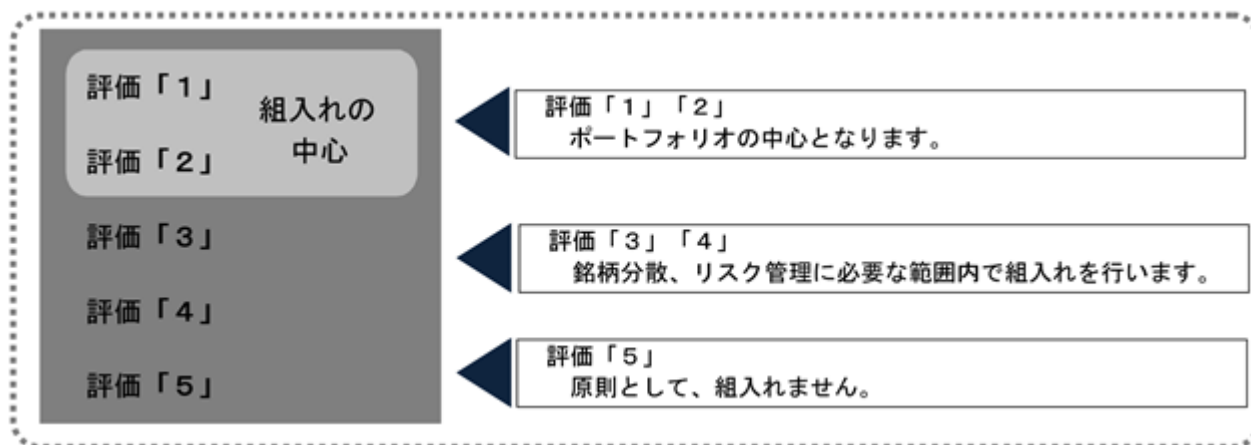 評価「１」
組入れの
中心
評価「２」
評価「３」
評価「４」
評価「５」
評価「１」「２」
ポートフォリオの中心となります。
評価「３」「４」
銘柄分散、リスク管理に必要な範囲内で組入れを行います。
評価「５」
原則として、組入れません。